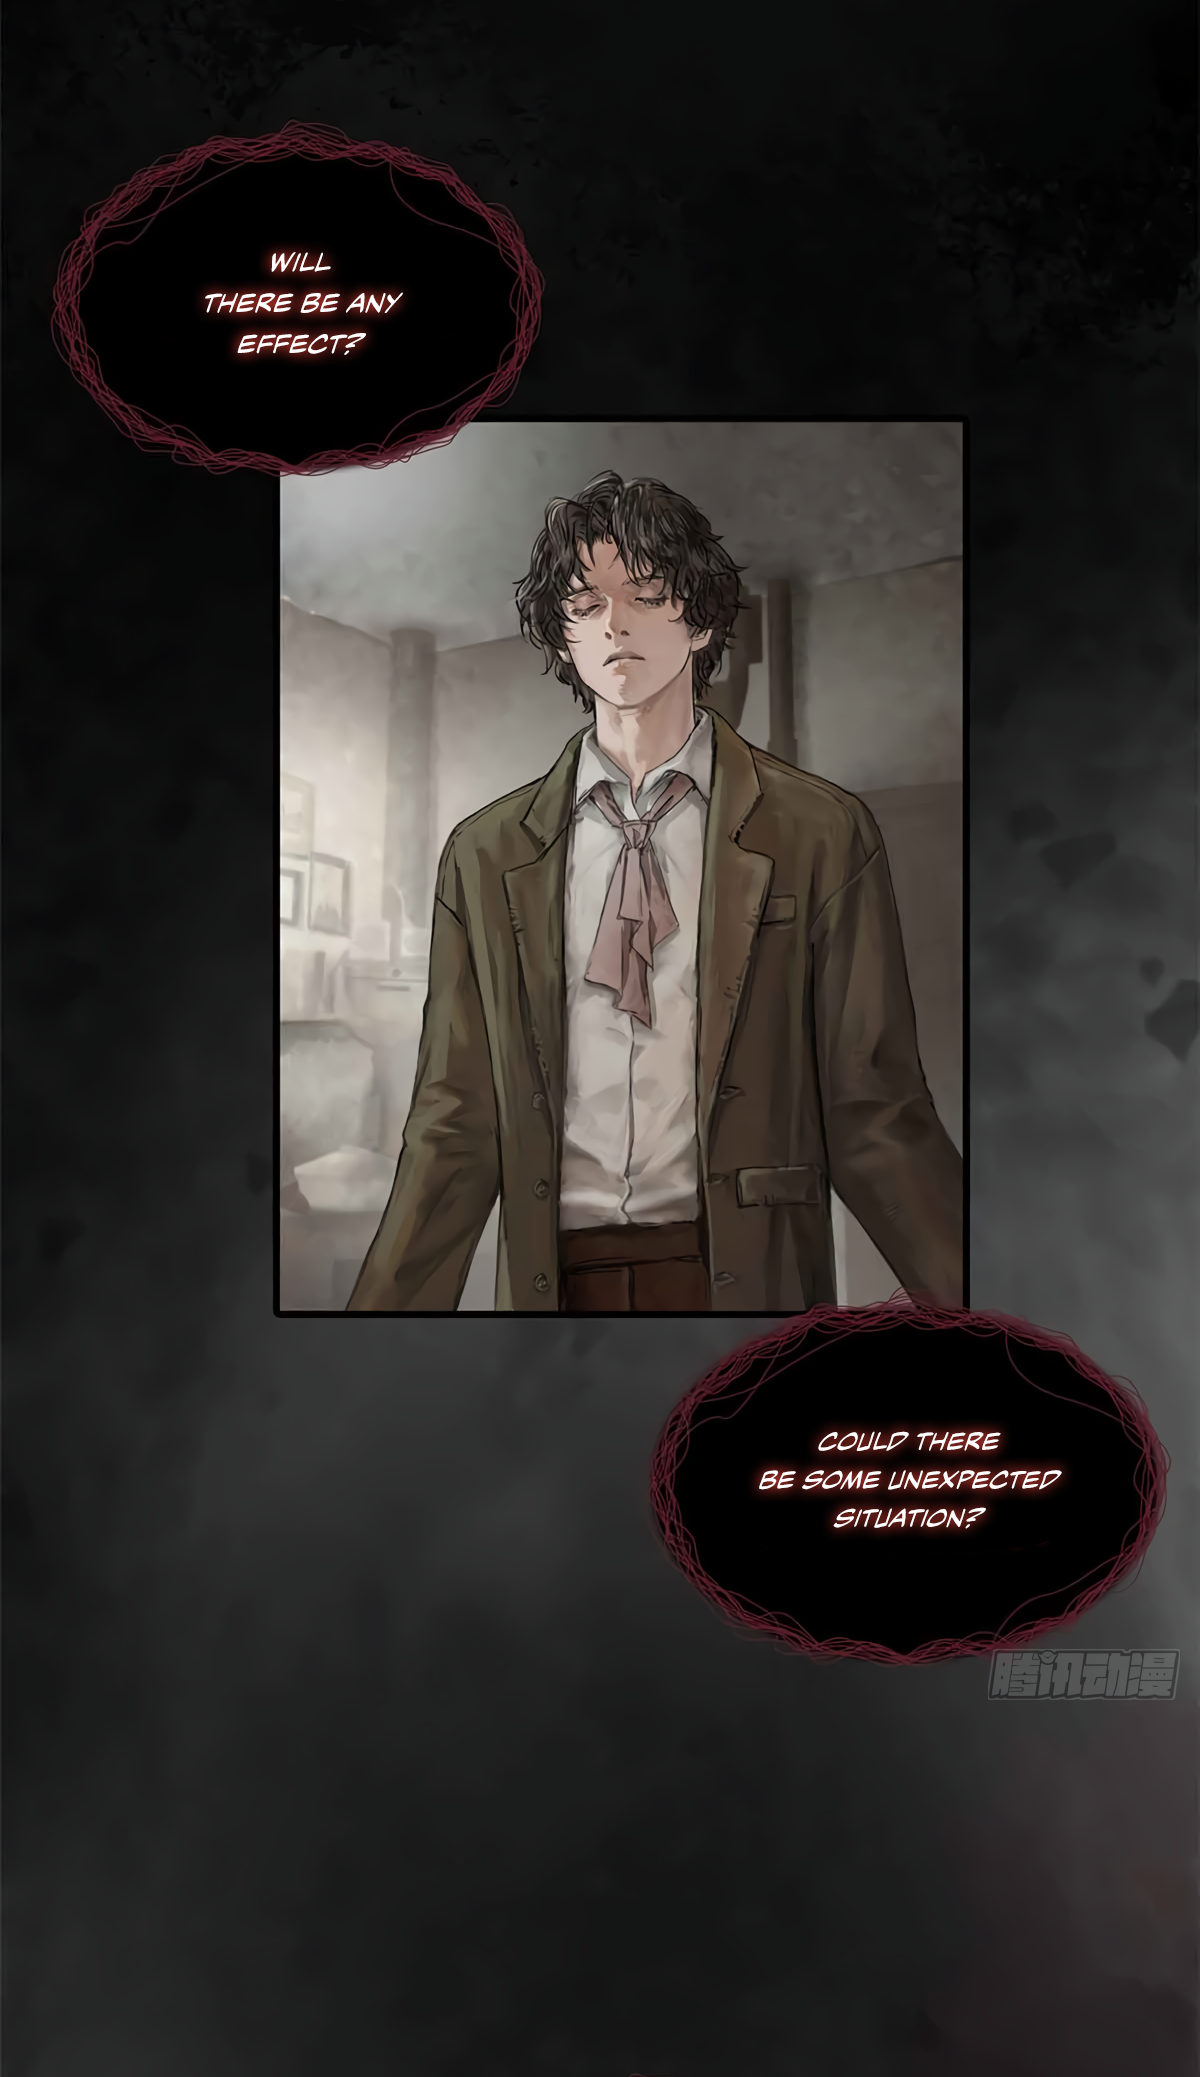 WILL
THERE BE ANY
EFFECT?
COULD THERE
BE SOME UNEXPECTED
SITUATION?
腾讯动漫